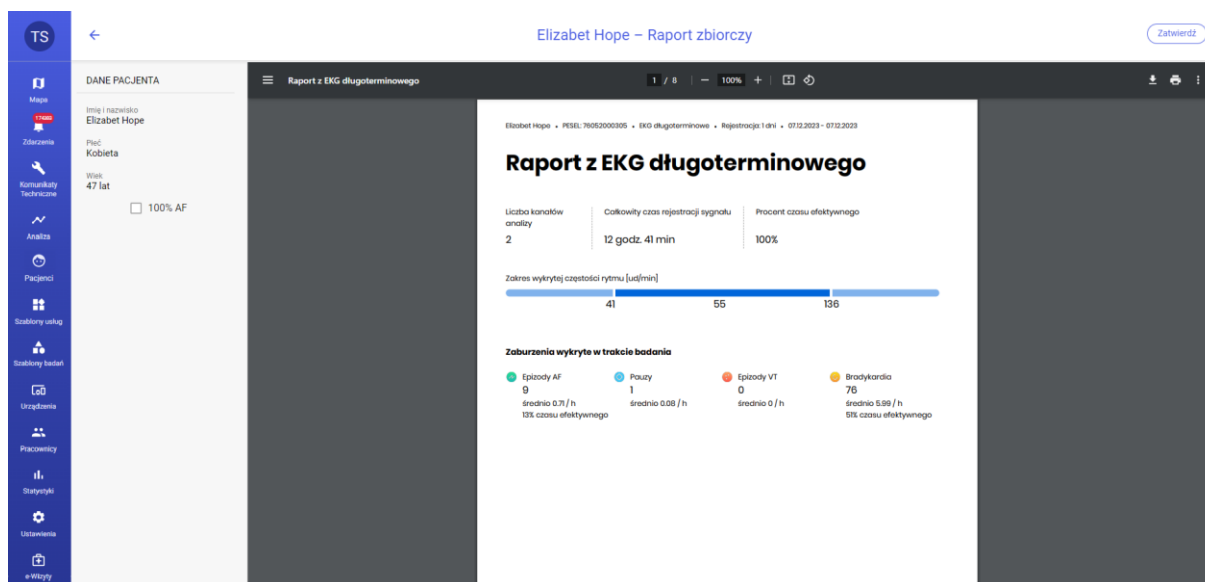 TS
Elizabet Hope – Raport zbiorczy
Zatwierdź
Mapa
Zdarzenia
Komunikaty
Techniczne
Analiza
Pacjenci
Szablony usług
Szablony badań
Urządzenia
Pracownicy
Statystyki
Ustawienia
e-Wizyty
DANE PACJENTA
Imię i nazwisko
Elizabet Hope
Płeć
Kobieta
Wiek
47 lat
100% AF
Raport z EKG długoterminowego
1 / 8
100%
Elizabet Hope • PESEL: 76052000305 • EKG długoterminowe • Rejestracja: 1 dni • 07.12.2023 - 07.12.2023
Raport z EKG długoterminowego
Liczba kanałów
analizy
2
Całkowity czas rejestracji sygnału
12 godz. 41 min
Procent czasu efektywnego
100%
Zakres wykrytej częstości rytmu [ud/min]
41 55 136
Zaburzenia wykryte w trakcie badania
Epizody AF
9
średnio 0.71 / h
13% czasu efektywnego
Pauzy
1
średnio 0.08 / h
Epizody VT
0
średnio 0 / h
Bradykardia
76
średnio 5.99 / h
51% czasu efektywnego